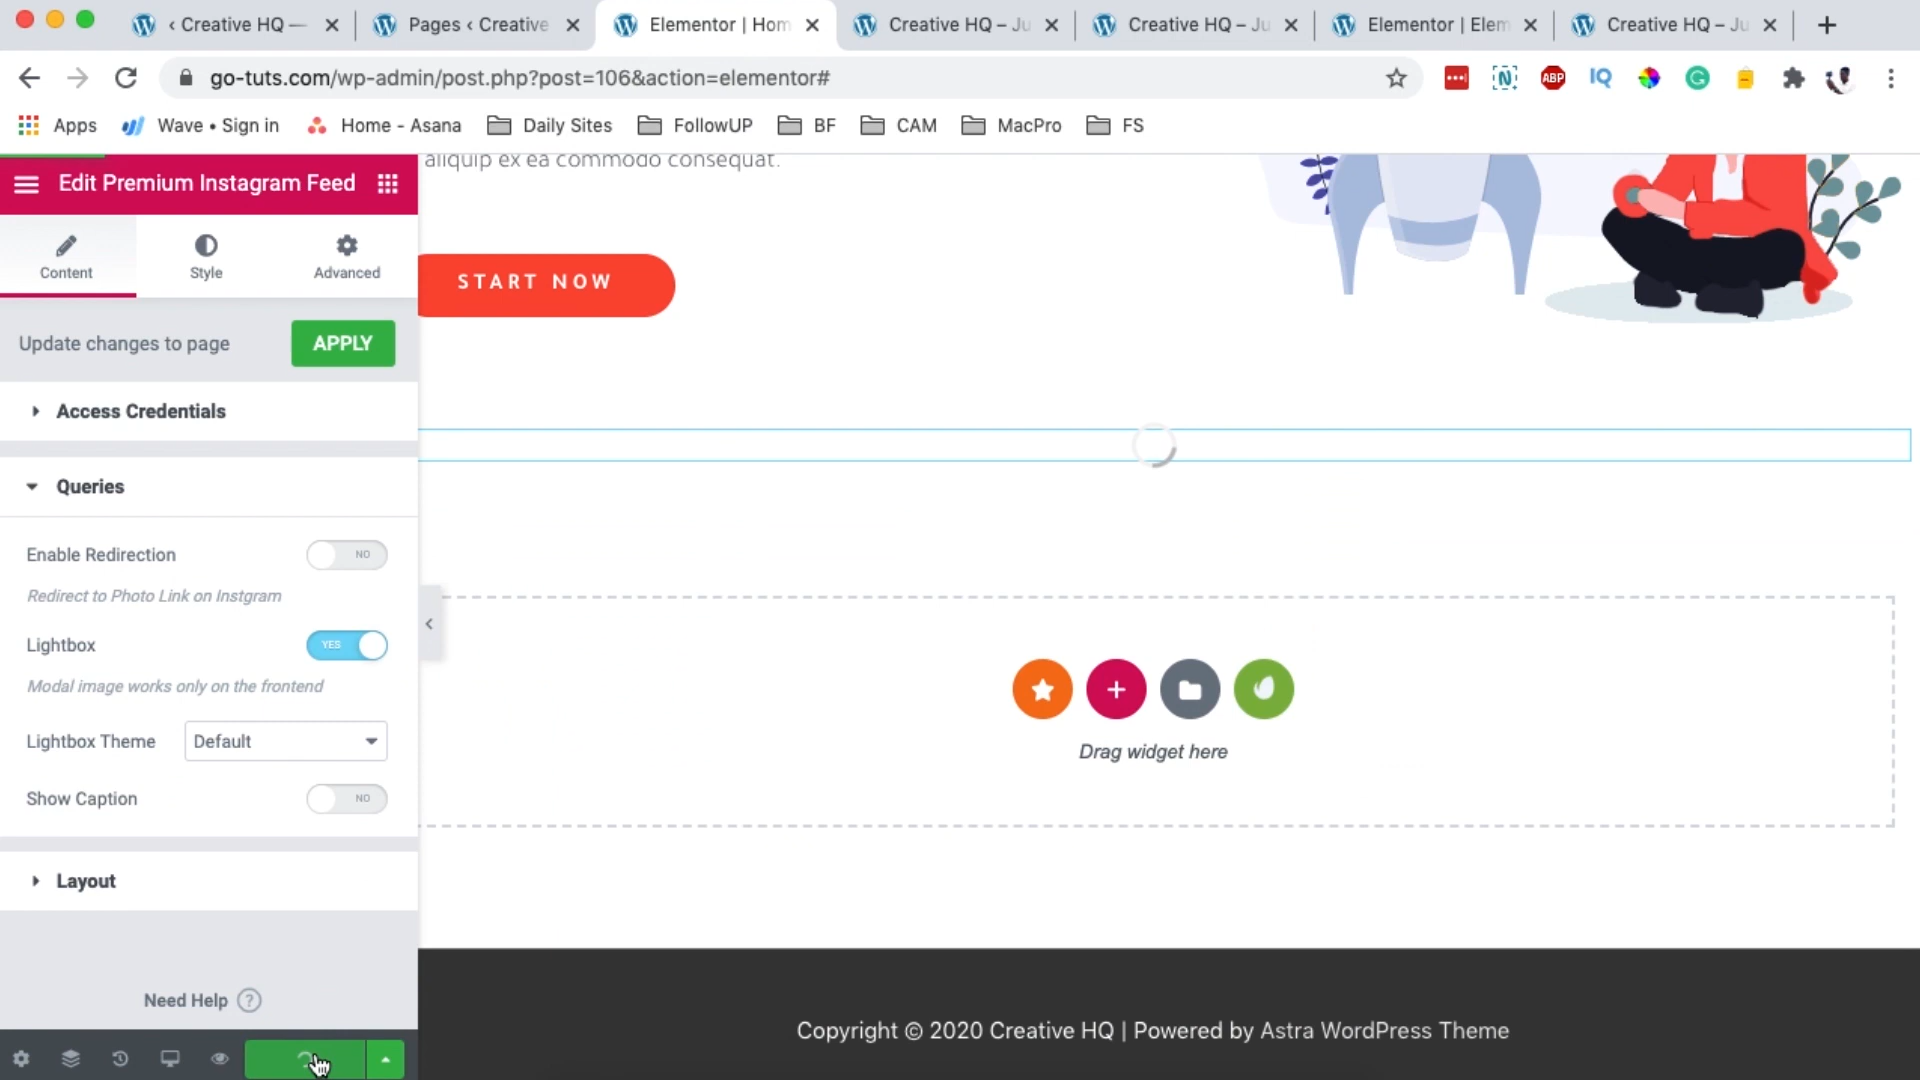 ‹ Creative HQ —
Pages ‹ Creative
Elementor | Hom
Creative HQ – Ju
Creative HQ – Ju
Elementor | Elem
Creative HQ – Ju
go-tuts.com/wp-admin/post.php?post=106&action=elementor#
ABP
IQ
Apps
Wave • Sign in
Home - Asana
Daily Sites
FollowUP
BF
CAM
MacPro
FS
Edit Premium Instagram Feed
aliquip ex ea commodo consequat.
Content
Style
Advanced
START NOW
Update changes to page
APPLY
Access Credentials
Queries
Enable Redirection
NO
Redirect to Photo Link on Instgram
Lightbox
YES
Modal image works only on the frontend
Lightbox Theme
Default
Drag widget here
Show Caption
NO
Layout
Need Help ?
Copyright © 2020 Creative HQ | Powered by Astra WordPress Theme